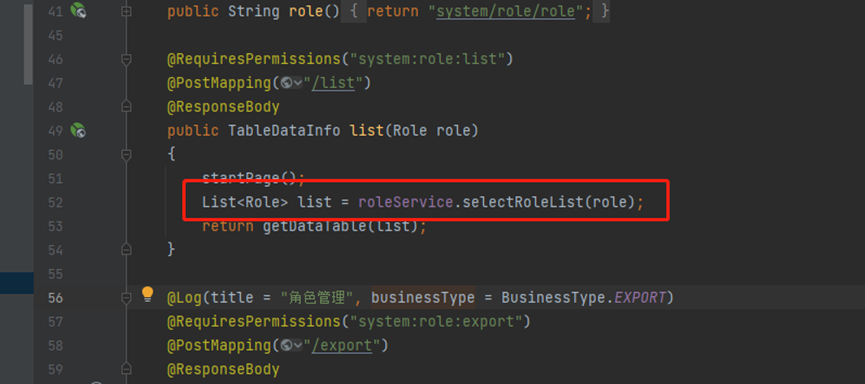 41 public String role() { return "system/role/role"; }
45
46 @RequiresPermissions("system:role:list")
47 @PostMapping("/list")
48 @ResponseBody
49 public TableDataInfo list(Role role)
50 {
51 startPage();
52 List<Role> list = roleService.selectRoleList(role);
53 return getDataTable(list);
54 }
55
56 @Log(title = "角色管理", businessType = BusinessType.EXPORT)
57 @RequiresPermissions("system:role:export")
58 @PostMapping("/export")
59 @ResponseBody